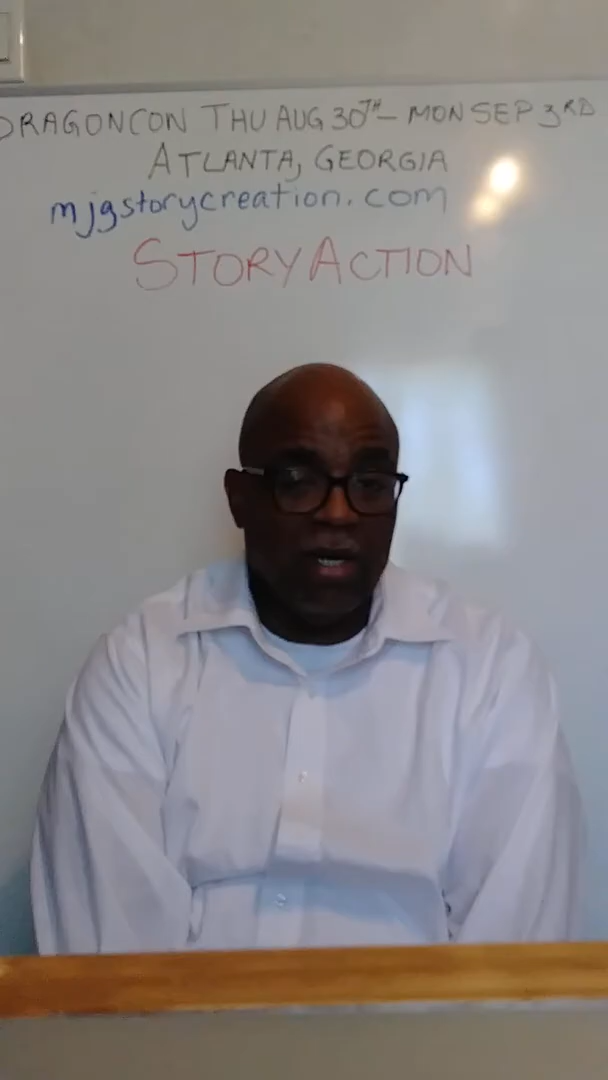 DRAGONCON THU AUG 30TH - MON SEP 3RD
ATLANTA, GEORGIA
mjgstorycreation.com
STORYACTION